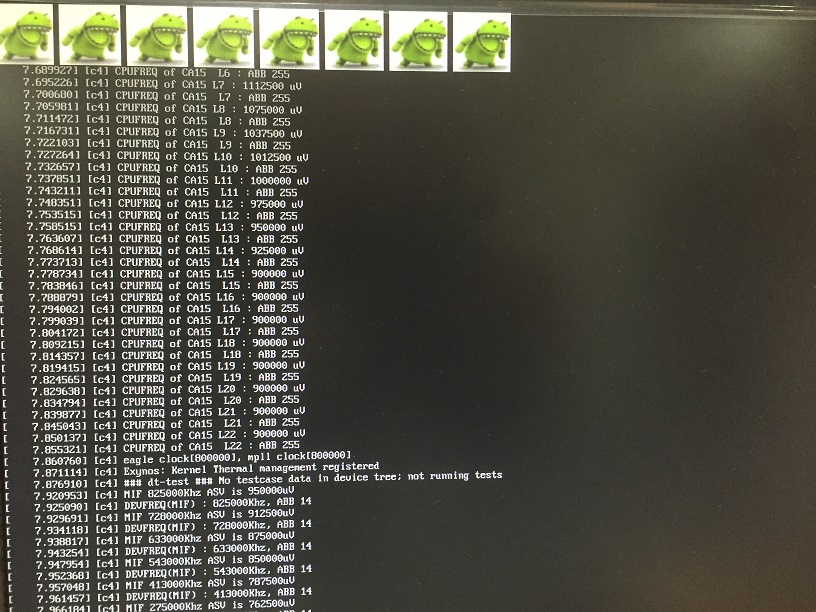 7.689927] [c4] CPUFREQ of CA15 L6 : ABB 255
7.695226] [c4] CPUFREQ of CA15 L7 : 1112500 uV
7.700680] [c4] CPUFREQ of CA15 L7 : ABB 255
7.705981] [c4] CPUFREQ of CA15 L8 : 1075000 uV
7.711472] [c4] CPUFREQ of CA15 L8 : ABB 255
7.716731] [c4] CPUFREQ of CA15 L9 : 1037500 uV
7.722103] [c4] CPUFREQ of CA15 L9 : ABB 255
7.727264] [c4] CPUFREQ of CA15 L10 : 1012500 uV
7.732657] [c4] CPUFREQ of CA15 L10 : ABB 255
7.737851] [c4] CPUFREQ of CA15 L11 : 1000000 uV
7.743211] [c4] CPUFREQ of CA15 L11 : ABB 255
7.748351] [c4] CPUFREQ of CA15 L12 : 975000 uV
7.753515] [c4] CPUFREQ of CA15 L12 : ABB 255
7.758515] [c4] CPUFREQ of CA15 L13 : 950000 uV
7.763607] [c4] CPUFREQ of CA15 L13 : ABB 255
7.768614] [c4] CPUFREQ of CA15 L14 : 925000 uV
7.773713] [c4] CPUFREQ of CA15 L14 : ABB 255
[ 7.778734] [c4] CPUFREQ of CA15 L15 : 900000 uV
[ 7.783846] [c4] CPUFREQ of CA15 L15 : ABB 255
[ 7.788879] [c4] CPUFREQ of CA15 L16 : 900000 uV
[ 7.794002] [c4] CPUFREQ of CA15 L16 : ABB 255
[ 7.799039] [c4] CPUFREQ of CA15 L17 : 900000 uV
[ 7.804172] [c4] CPUFREQ of CA15 L17 : ABB 255
[ 7.809215] [c4] CPUFREQ of CA15 L18 : 900000 uV
[ 7.814357] [c4] CPUFREQ of CA15 L18 : ABB 255
[ 7.819415] [c4] CPUFREQ of CA15 L19 : 900000 uV
[ 7.824565] [c4] CPUFREQ of CA15 L19 : ABB 255
[ 7.829638] [c4] CPUFREQ of CA15 L20 : 900000 uV
[ 7.834794] [c4] CPUFREQ of CA15 L20 : ABB 255
[ 7.839877] [c4] CPUFREQ of CA15 L21 : 900000 uV
[ 7.845043] [c4] CPUFREQ of CA15 L21 : ABB 255
[ 7.850137] [c4] CPUFREQ of CA15 L22 : 900000 uV
[ 7.855321] [c4] CPUFREQ of CA15 L22 : ABB 255
[ 7.860760] [c4] eagle clock[800000], mpll clock[800000]
[ 7.871114] [c4] Exynos: Kernel Thermal management registered
[ 7.876910] [c4] ### dt-test ### No testcase data in device tree; not running tests
[ 7.920953] [c4] MIF 825000Khz ASV is 950000uV
[ 7.925090] [c4] DEVFREQ(MIF) : 825000Khz, ABB 14
[ 7.929691] [c4] MIF 728000Khz ASV is 912500uV
[ 7.934118] [c4] DEVFREQ(MIF) : 728000Khz, ABB 14
[ 7.938817] [c4] MIF 633000Khz ASV is 875000uV
[ 7.943254] [c4] DEVFREQ(MIF) : 633000Khz, ABB 14
[ 7.947954] [c4] MIF 543000Khz ASV is 850000uV
[ 7.952368] [c4] DEVFREQ(MIF) : 543000Khz, ABB 14
[ 7.957048] [c4] MIF 413000Khz ASV is 787500uV
[ 7.961457] [c4] DEVFREQ(MIF) : 413000Khz, ABB 14
[ 7.966184] [c4] MIF 275000Khz ASV is 762500uV